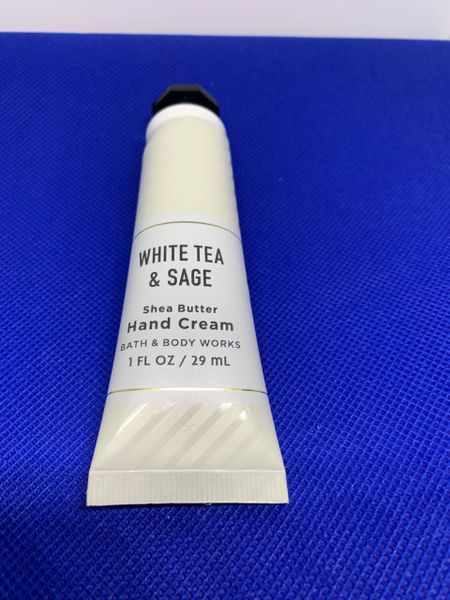 WHITE TEA
& SAGE
Shea Butter
Hand Cream
BATH & BODY WORKS
1 FL OZ / 29 mL